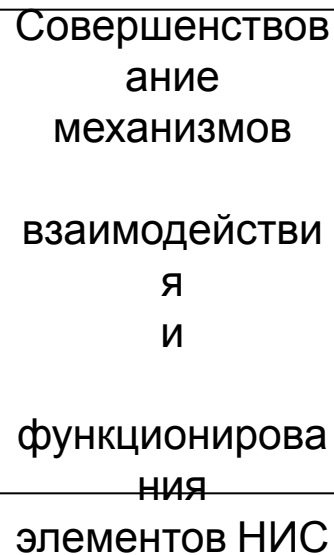 Совершенствов
ание
механизмов
взаимодействи
я
и
функционирова
ния
элементов НИС